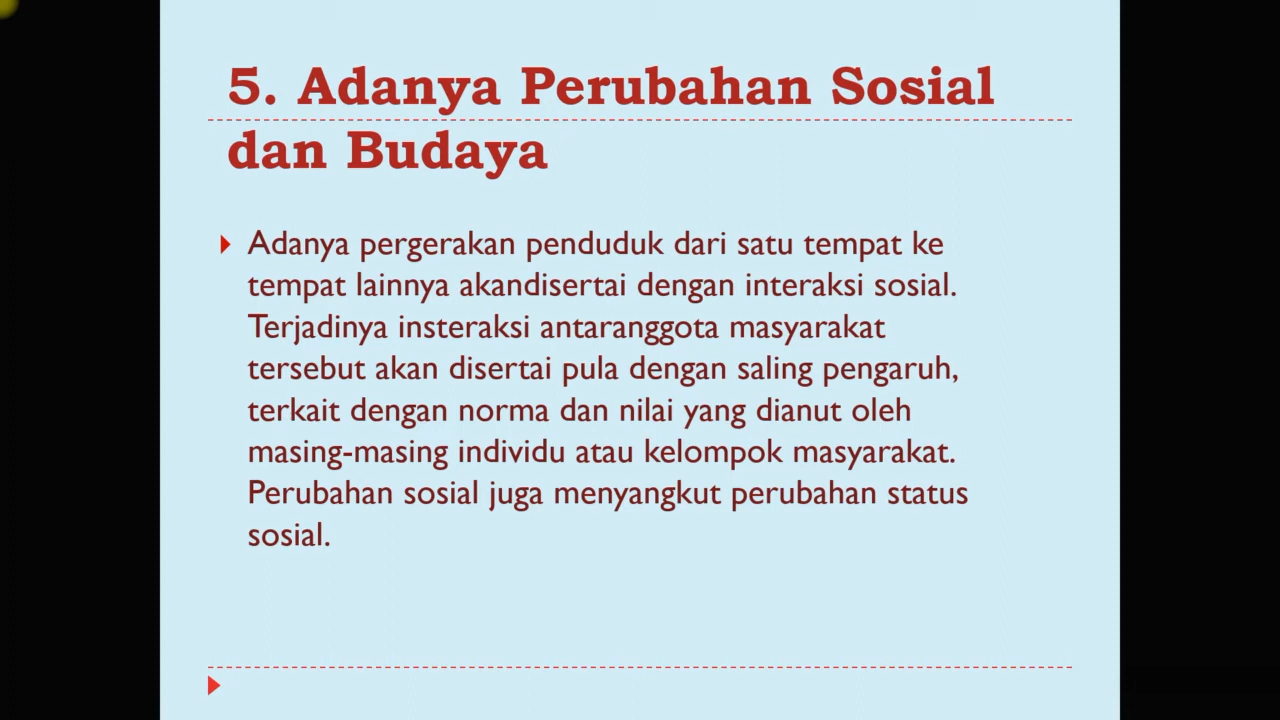 5. Adanya Perubahan Sosial
dan Budaya
Adanya pergerakan penduduk dari satu tempat ke
tempat lainnya akandisertai dengan interaksi sosial.
Terjadinya insteraksi antaranggota masyarakat
tersebut akan disertai pula dengan saling pengaruh,
terkait dengan norma dan nilai yang dianut oleh
masing-masing individu atau kelompok masyarakat.
Perubahan sosial juga menyangkut perubahan status
sosial.